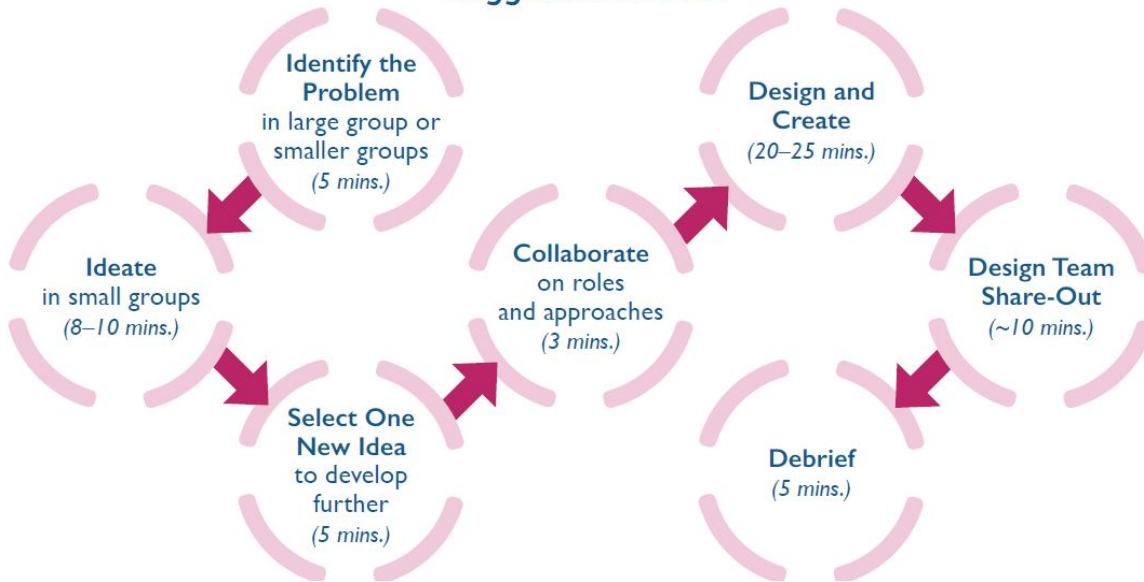 Identify the
Problem
in large group or
smaller groups
(5 mins.)
Ideate
in small groups
(8–10 mins.)
Select One
New Idea
to develop
further
(5 mins.)
Collaborate
on roles
and approaches
(3 mins.)
Design and
Create
(20–25 mins.)
Design Team
Share-Out
(~10 mins.)
Debrief
(5 mins.)